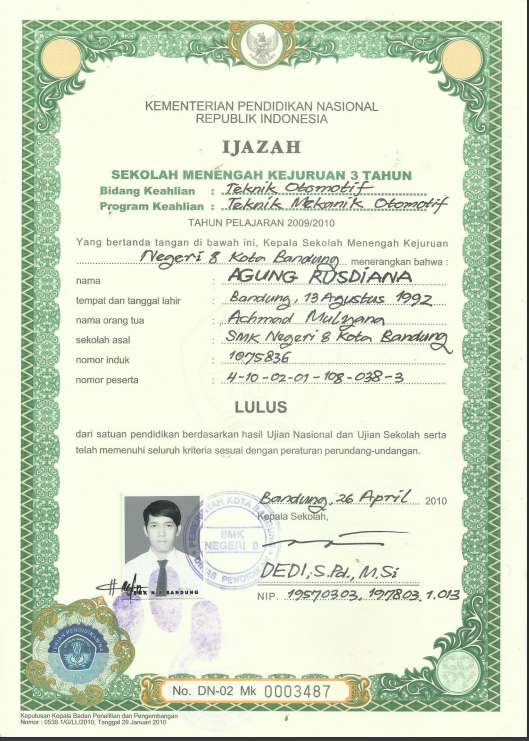 KEMENTERIAN PENDIDIKAN NASIONAL
REPUBLIK INDONESIA
IJAZAH
SEKOLAH MENENGAH KEJURUAN 3 TAHUN
Bidang Keahlian : Teknik Otomotif
Program Keahlian : Teknik Mekanik Otomotif
TAHUN PELAJARAN 2009/2010
Yang bertanda tangan di bawah ini, Kepala Sekolah Menengah Kejuruan
Negeri 8 Kota Bandung menerangkan bahwa :
nama : AGUNG RUSDIANA
tempat dan tanggal lahir : Bandung, 13 Agustus 1992
nama orang tua : Achmad Mulyana
sekolah asal : SMK Negeri 8 Kota Bandung
nomor induk : 1075836
nomor peserta : 4-10-02-01-108-038-3
LULUS
dari satuan pendidikan berdasarkan hasil Ujian Nasional dan Ujian Sekolah serta
telah memenuhi seluruh kriteria sesuai dengan peraturan perundang-undangan.
Bandung, 26 April 2010
Kepala Sekolah,
SMK
NEGERI 8
DINAS PENDIDIKAN
DEDI, S.Pd., M.Si
NIP. 19570303, 197803, 1.013
BANDUNG
No. DN-02 Mk 0003487
Keputusan Kepala Badan Penelitian dan Pengembangan
Nomor : 0538.1/G/LL/2010, Tanggal 29 Januari 2010